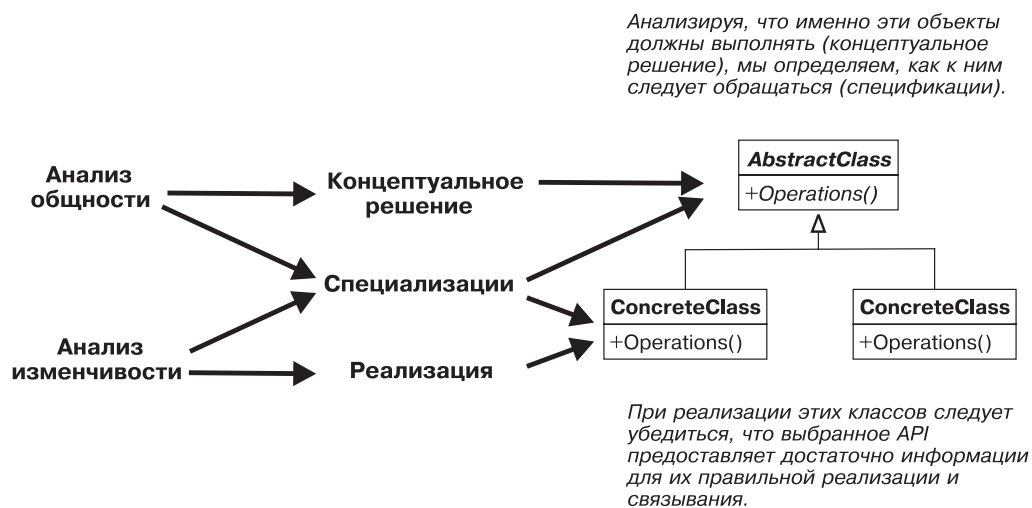 Анализируя, что именно эти объекты
должны выполнять (концептуальное
решение), мы определяем, как к ним
следует обращаться (спецификации).
Анализ
общности
Концептуальное
решение
AbstractClass
+Operations()
Специализации
ConcreteClass
+Operations()
ConcreteClass
+Operations()
Анализ
изменчивости
Реализация
При реализации этих классов следует
убедиться, что выбранное API
предоставляет достаточно информации
для их правильной реализации и
связывания.